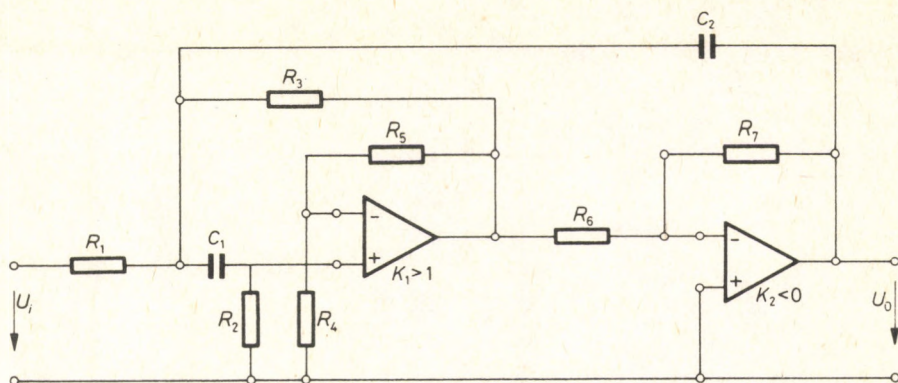 C₂
R₃
R₅
R₇
R₁
C₁
R₆
−
+
K₁>1
−
+
K₂<0
Uᵢ
R₂
R₄
U₀